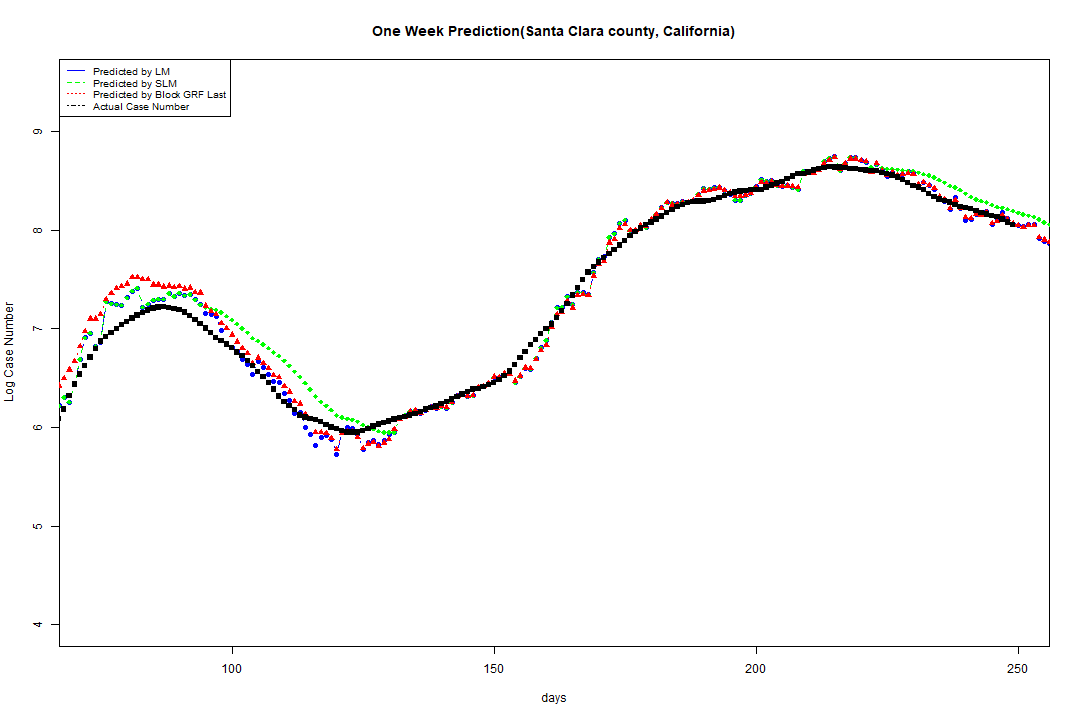 One Week Prediction(Santa Clara county, California)
Predicted by LM
Predicted by SLM
Predicted by Block GRF Last
Actual Case Number
9
8
7
6
5
4
Log Case Number
100 150 200 250
days